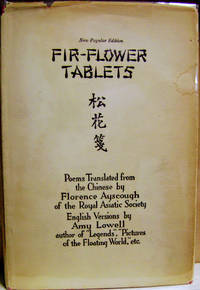 New Popular Edition
FIR-FLOWER
TABLETS
松
花
箋
Poems Translated from
the Chinese by
Florence Ayscough
of the Royal Asiatic Society
English Versions by
Amy Lowell
author of "Legends", "Pictures
of the Floating World," etc.